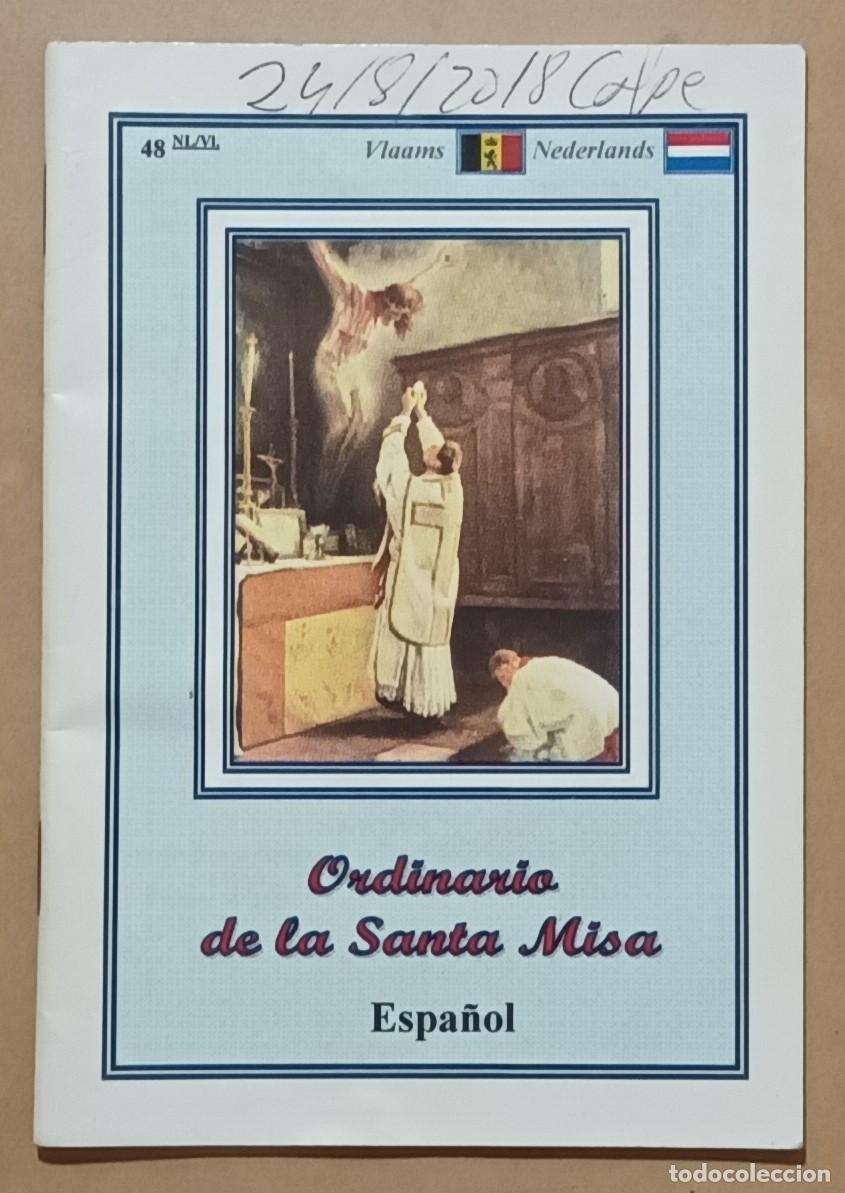 24/8/2018 Calpe
48 NL/VL Vlaams Nederlands
Ordinario
de la Santa Misa
Español
todocoleccion